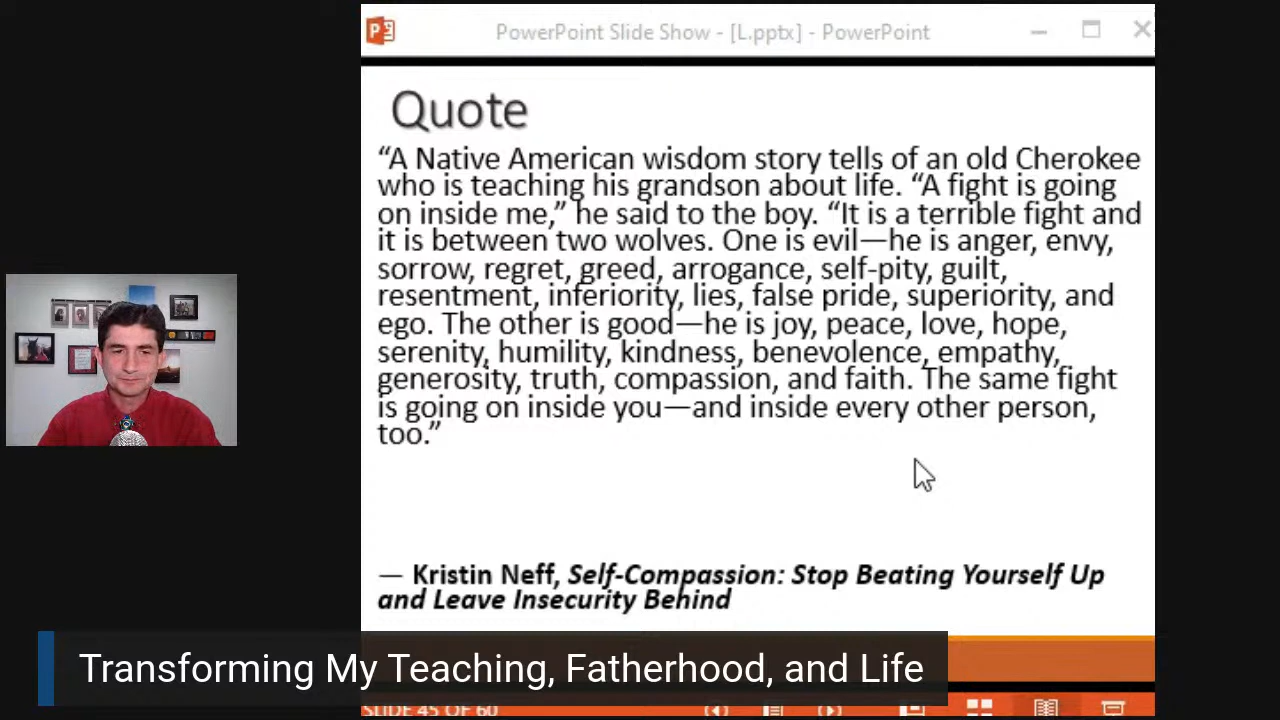 PowerPoint Slide Show - [L.pptx] - PowerPoint
Quote
“A Native American wisdom story tells of an old Cherokee
who is teaching his grandson about life. “A fight is going
on inside me,” he said to the boy. “It is a terrible fight and
it is between two wolves. One is evil—he is anger, envy,
sorrow, regret, greed, arrogance, self-pity, guilt,
resentment, inferiority, lies, false pride, superiority, and
ego. The other is good—he is joy, peace, love, hope,
serenity, humility, kindness, benevolence, empathy,
generosity, truth, compassion, and faith. The same fight
is going on inside you—and inside every other person,
too.”
— Kristin Neff, Self-Compassion: Stop Beating Yourself Up
and Leave Insecurity Behind
Transforming My Teaching, Fatherhood, and Life
SLIDE 45 OF 60